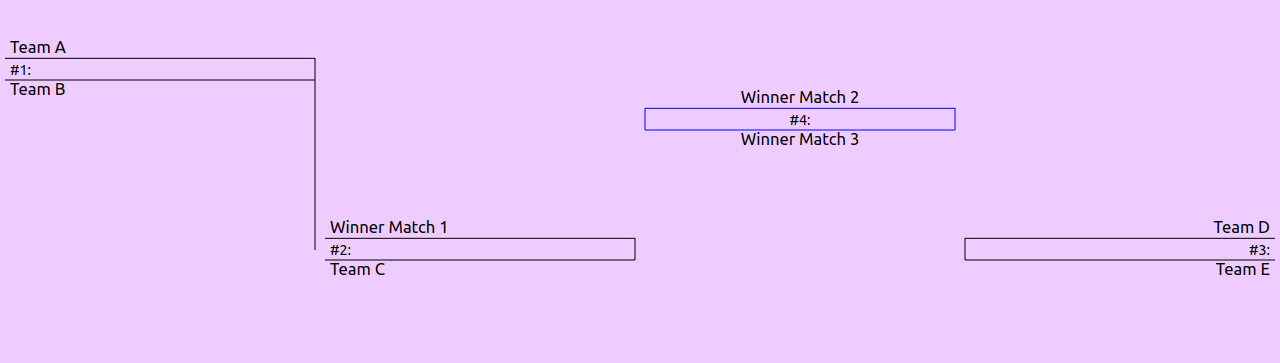 Team A
#1:
Team B
Winner Match 2
#4:
Winner Match 3
Winner Match 1
#2:
Team C
Team D
#3:
Team E